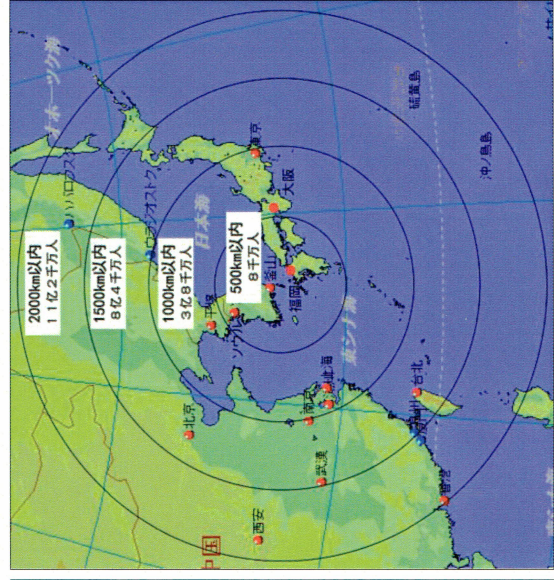 オホーツク海
ハバロフスク
2000km以内
11億2千万人
ウラジオストク
1500km以内
8億4千万人
日本海
1000km以内
3億8千万人
500km以内
8千万人
東京
大阪
釜山
福岡
ソウル
平壌
北京
東シナ海
上海
南京
武漢
西安
中国
台北
香港
硫黄島
沖ノ鳥島